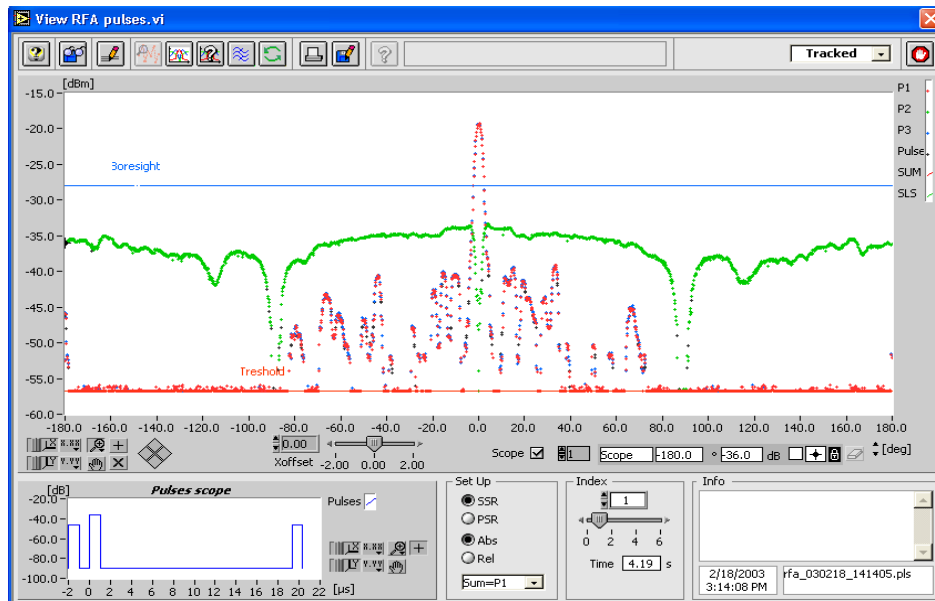 View RFA pulses.vi
Tracked
[dBm]
-15.0
-20.0
-25.0
-30.0
-35.0
-40.0
-45.0
-50.0
-55.0
-60.0
Boresight
Treshold
P1
P2
P3
Pulse
SUM
SLS
-180.0 -160.0 -140.0 -120.0 -100.0 -80.0 -60.0 -40.0 -20.0 0.0 20.0 40.0 60.0 80.0 100.0 120.0 140.0 160.0 180.0
[deg]
X X.XX
Y Y.YY
0.00
Xoffset -2.00 0.00 2.00
Scope 1 Scope -180.0 ° -36.0 dB
[dB] Pulses scope
-20.0
-40.0
-60.0
-80.0
-100.0
-2 0 2 4 6 8 10 12 14 16 18 20 22 [µs]
Pulses
X X.XX
Y Y.YY
Set Up
SSR
PSR
Abs
Rel
Sum=P1
Index
1
0 2 4 6
Time 4.19 s
Info
2/18/2003
3:14:08 PM
rfa_030218_141405.pls